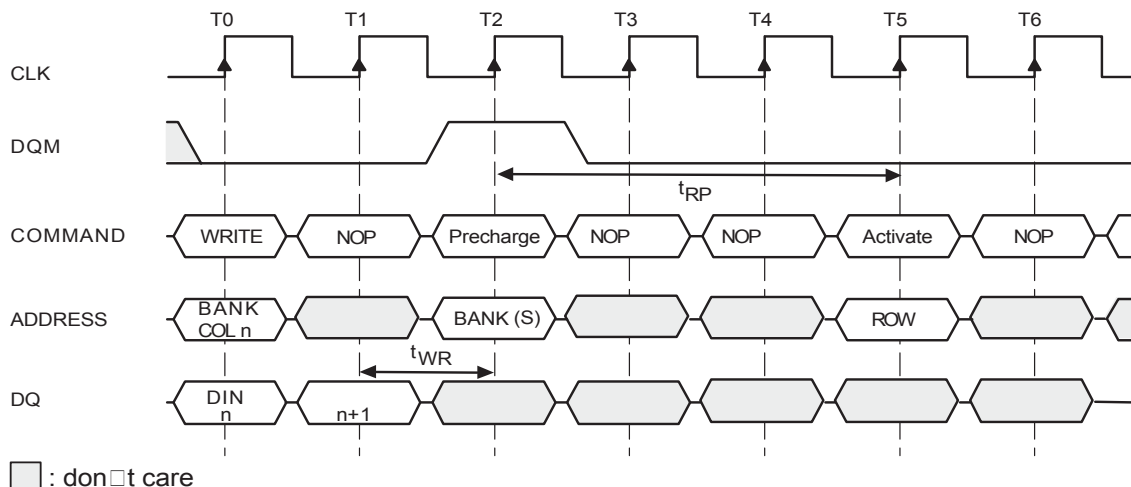 T0 T1 T2 T3 T4 T5 T6
CLK
DQM
tRP
COMMAND WRITE NOP Precharge NOP NOP Activate NOP
ADDRESS BANK COL n BANK (S) ROW
tWR
DQ DIN n n+1
: don□t care